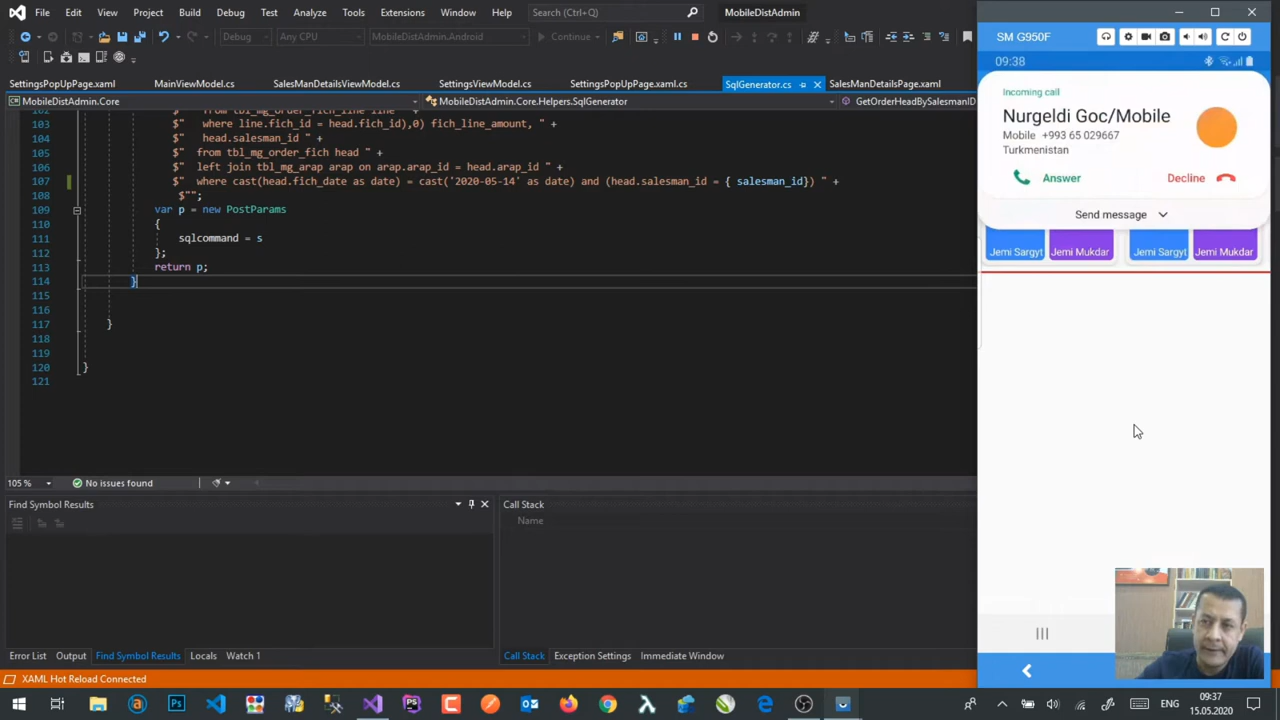 File Edit View Project Build Debug Test Analyze Tools Extensions Window Help Search (Ctrl+Q) MobileDistAdmin
Debug Any CPU MobileDistAdmin.Android Continue
SettingsPopUpPage.xaml MainViewModel.cs SalesManDetailsViewModel.cs SettingsViewModel.cs SettingsPopUpPage.xaml.cs SqlGenerator.cs SalesManDetailsPage.xaml
MobileDistAdmin.Core MobileDistAdmin.Core.Helpers.SqlGenerator GetOrderHeadBySalesmanID
102 $" from tbl_mg_order_fich_line line
103 $" where line.fich_id = head.fich_id),0) fich_line_amount, " +
104 $" head.salesman_id " +
105 $" from tbl_mg_order_fich head " +
106 $" left join tbl_mg_arap arap on arap.arap_id = head.arap_id " +
107 $" where cast(head.fich_date as date) = cast('2020-05-14' as date) and (head.salesman_id = { salesman_id}) " +
108 $"";
109 var p = new PostParams
110 {
111 sqlcommand = s
112 };
113 return p;
114 }
115
116
117 }
118
119
120 }
121
105 % No issues found
Find Symbol Results
Call Stack
Name
Error List Output Find Symbol Results Locals Watch 1
Call Stack Exception Settings Immediate Window
XAML Hot Reload Connected
SM G950F
09:38
Incoming call
Nurgeldi Goc/Mobile
Mobile +993 65 029667
Turkmenistan
Answer Decline
Send message
Jemi Sargyt Jemi Mukdar Jemi Sargyt Jemi Mukdar
ENG
09:37
15.05.2020